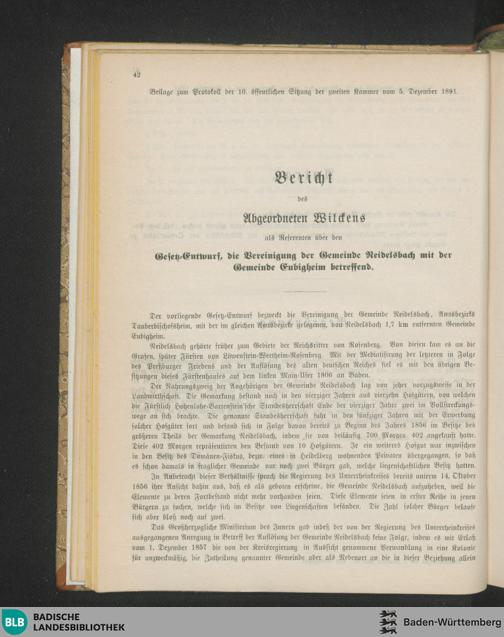 42
Beilage zum Protokoll der 10. öffentlichen Sitzung der zweiten Kammer vom 5. Dezember 1891.
Bericht
des
Abgeordneten Wilckens
als Referenten über den
Gesetz-Entwurf, die Vereinigung der Gemeinde Neidelsbach mit der
Gemeinde Eubigheim betreffend.
Der vorliegende Gesetz-Entwurf bezweckt die Vereinigung der Gemeinde Neidelsbach, Amtsbezirks
Tauberbischofsheim, mit der im gleichen Amtsbezirke gelegenen, von Neidelsbach 1,7 km entfernten Gemeinde
Eubigheim.
Neidelsbach gehörte früher zum Gebiete der Reichsritter von Rosenberg. Von diesen kam es an die
Grafen, später Fürsten von Löwenstein-Wertheim-Rosenberg. Mit der Mediatisirung der letzteren in Folge
des Preßburger Friedens und der Auflösung des alten deutschen Reiches fiel es mit den übrigen Be-
sitzungen dieses Fürstenhauses auf dem linken Main-Ufer 1806 an Baden.
Der Nahrungszweig der Angehörigen der Gemeinde Neidelsbach lag von jeher vorzugsweise in der
Landwirthschaft. Die Gemarkung bestand nach in den vierziger Jahren aus vierzehn Hofgütern, von welchen
die Fürstlich Hohenlohe-Bartenstein'sche Standesherrschaft Ende der vierziger Jahre zwei in Vollstreckungs-
wege an sich brachte. Die genannte Standesherrschaft fuhr in den fünfziger Jahren mit der Erwerbung
solcher Hofgüter fort und befand sich in Folge davon bereits zu Beginn des Jahres 1856 im Besitze des
größeren Theils der Gemarkung Neidelsbach, indem sie von beiläufig 700 Morgen 402 angekauft hatte.
Diese 402 Morgen repräsentirten den Bestand von 10 Hofgütern. Je ein weiteres Hofgut war inzwischen
in den Besitz des Domänen-Fiskus, bezw. eines in Heidelberg wohnenden Privaten übergegangen, so daß
es schon damals in fraglicher Gemeinde nur noch zwei Bürger gab, welche liegenschaftlichen Besitz hatten.
In Anbetracht dieser Verhältnisse sprach die Regierung des Unterrheinkreises bereits unterm 14. Oktober
1856 ihre Ansicht dahin aus, daß es als geboten erscheine, die Gemeinde Neidelsbach aufzuheben, weil die
Elemente zu deren Fortbestand nicht mehr vorhanden seien. Diese Elemente seien in erster Reihe in jenen
Bürgern zu suchen, welche sich im Besitze von Liegenschaften befänden. Die Zahl solcher Bürger belaufe
sich aber bloß noch auf zwei.
Das Großherzogliche Ministerium des Innern gab indeß der von der Regierung des Unterrheinkreises
ausgegangenen Anregung in Betreff der Auflösung der Gemeinde Neidelsbach keine Folge, indem es mit Erlaß
vom 1. Dezember 1857 die von der Kreisregierung in Aussicht genommene Verwandlung in eine Kolonie
für unzweckmäßig, die Zutheilung genannter Gemeinde aber als Nebenort an die in dieser Beziehung allein
BLB BADISCHE
LANDESBIBLIOTHEK
Baden-Württemberg